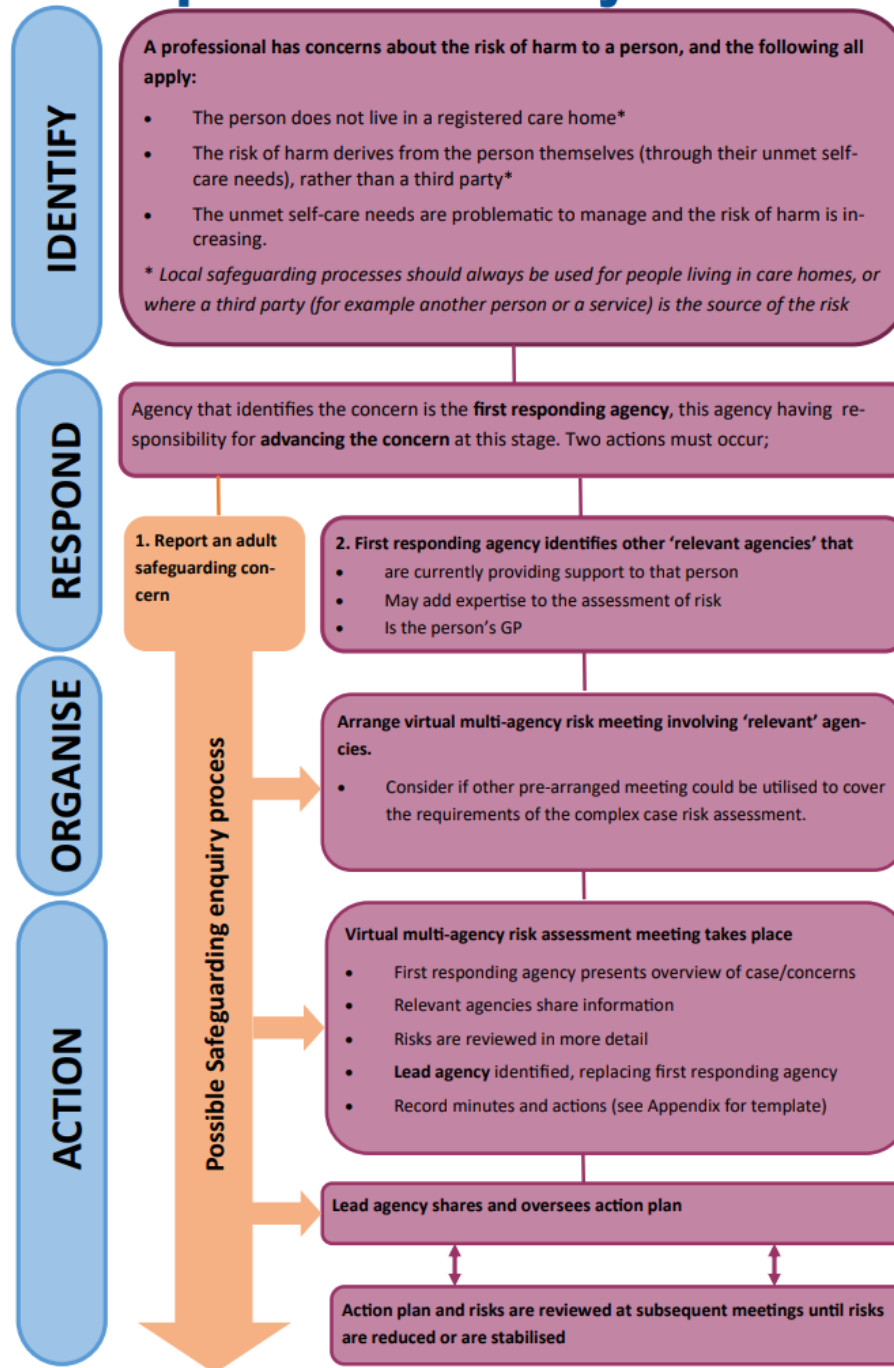 IDENTIFY
A professional has concerns about the risk of harm to a person, and the following all
apply:
• The person does not live in a registered care home*
• The risk of harm derives from the person themselves (through their unmet self-
care needs), rather than a third party*
• The unmet self-care needs are problematic to manage and the risk of harm is in-
creasing.
* Local safeguarding processes should always be used for people living in care homes, or
where a third party (for example another person or a service) is the source of the risk
RESPOND
Agency that identifies the concern is the first responding agency, this agency having re-
sponsibility for advancing the concern at this stage. Two actions must occur;
1. Report an adult
safeguarding con-
cern
2. First responding agency identifies other ‘relevant agencies’ that
• are currently providing support to that person
• May add expertise to the assessment of risk
• Is the person’s GP
ORGANISE
Possible Safeguarding enquiry process
Arrange virtual multi-agency risk meeting involving ‘relevant’ agen-
cies.
• Consider if other pre-arranged meeting could be utilised to cover
the requirements of the complex case risk assessment.
ACTION
Virtual multi-agency risk assessment meeting takes place
• First responding agency presents overview of case/concerns
• Relevant agencies share information
• Risks are reviewed in more detail
• Lead agency identified, replacing first responding agency
• Record minutes and actions (see Appendix for template)
Lead agency shares and oversees action plan
Action plan and risks are reviewed at subsequent meetings until risks
are reduced or are stabilised